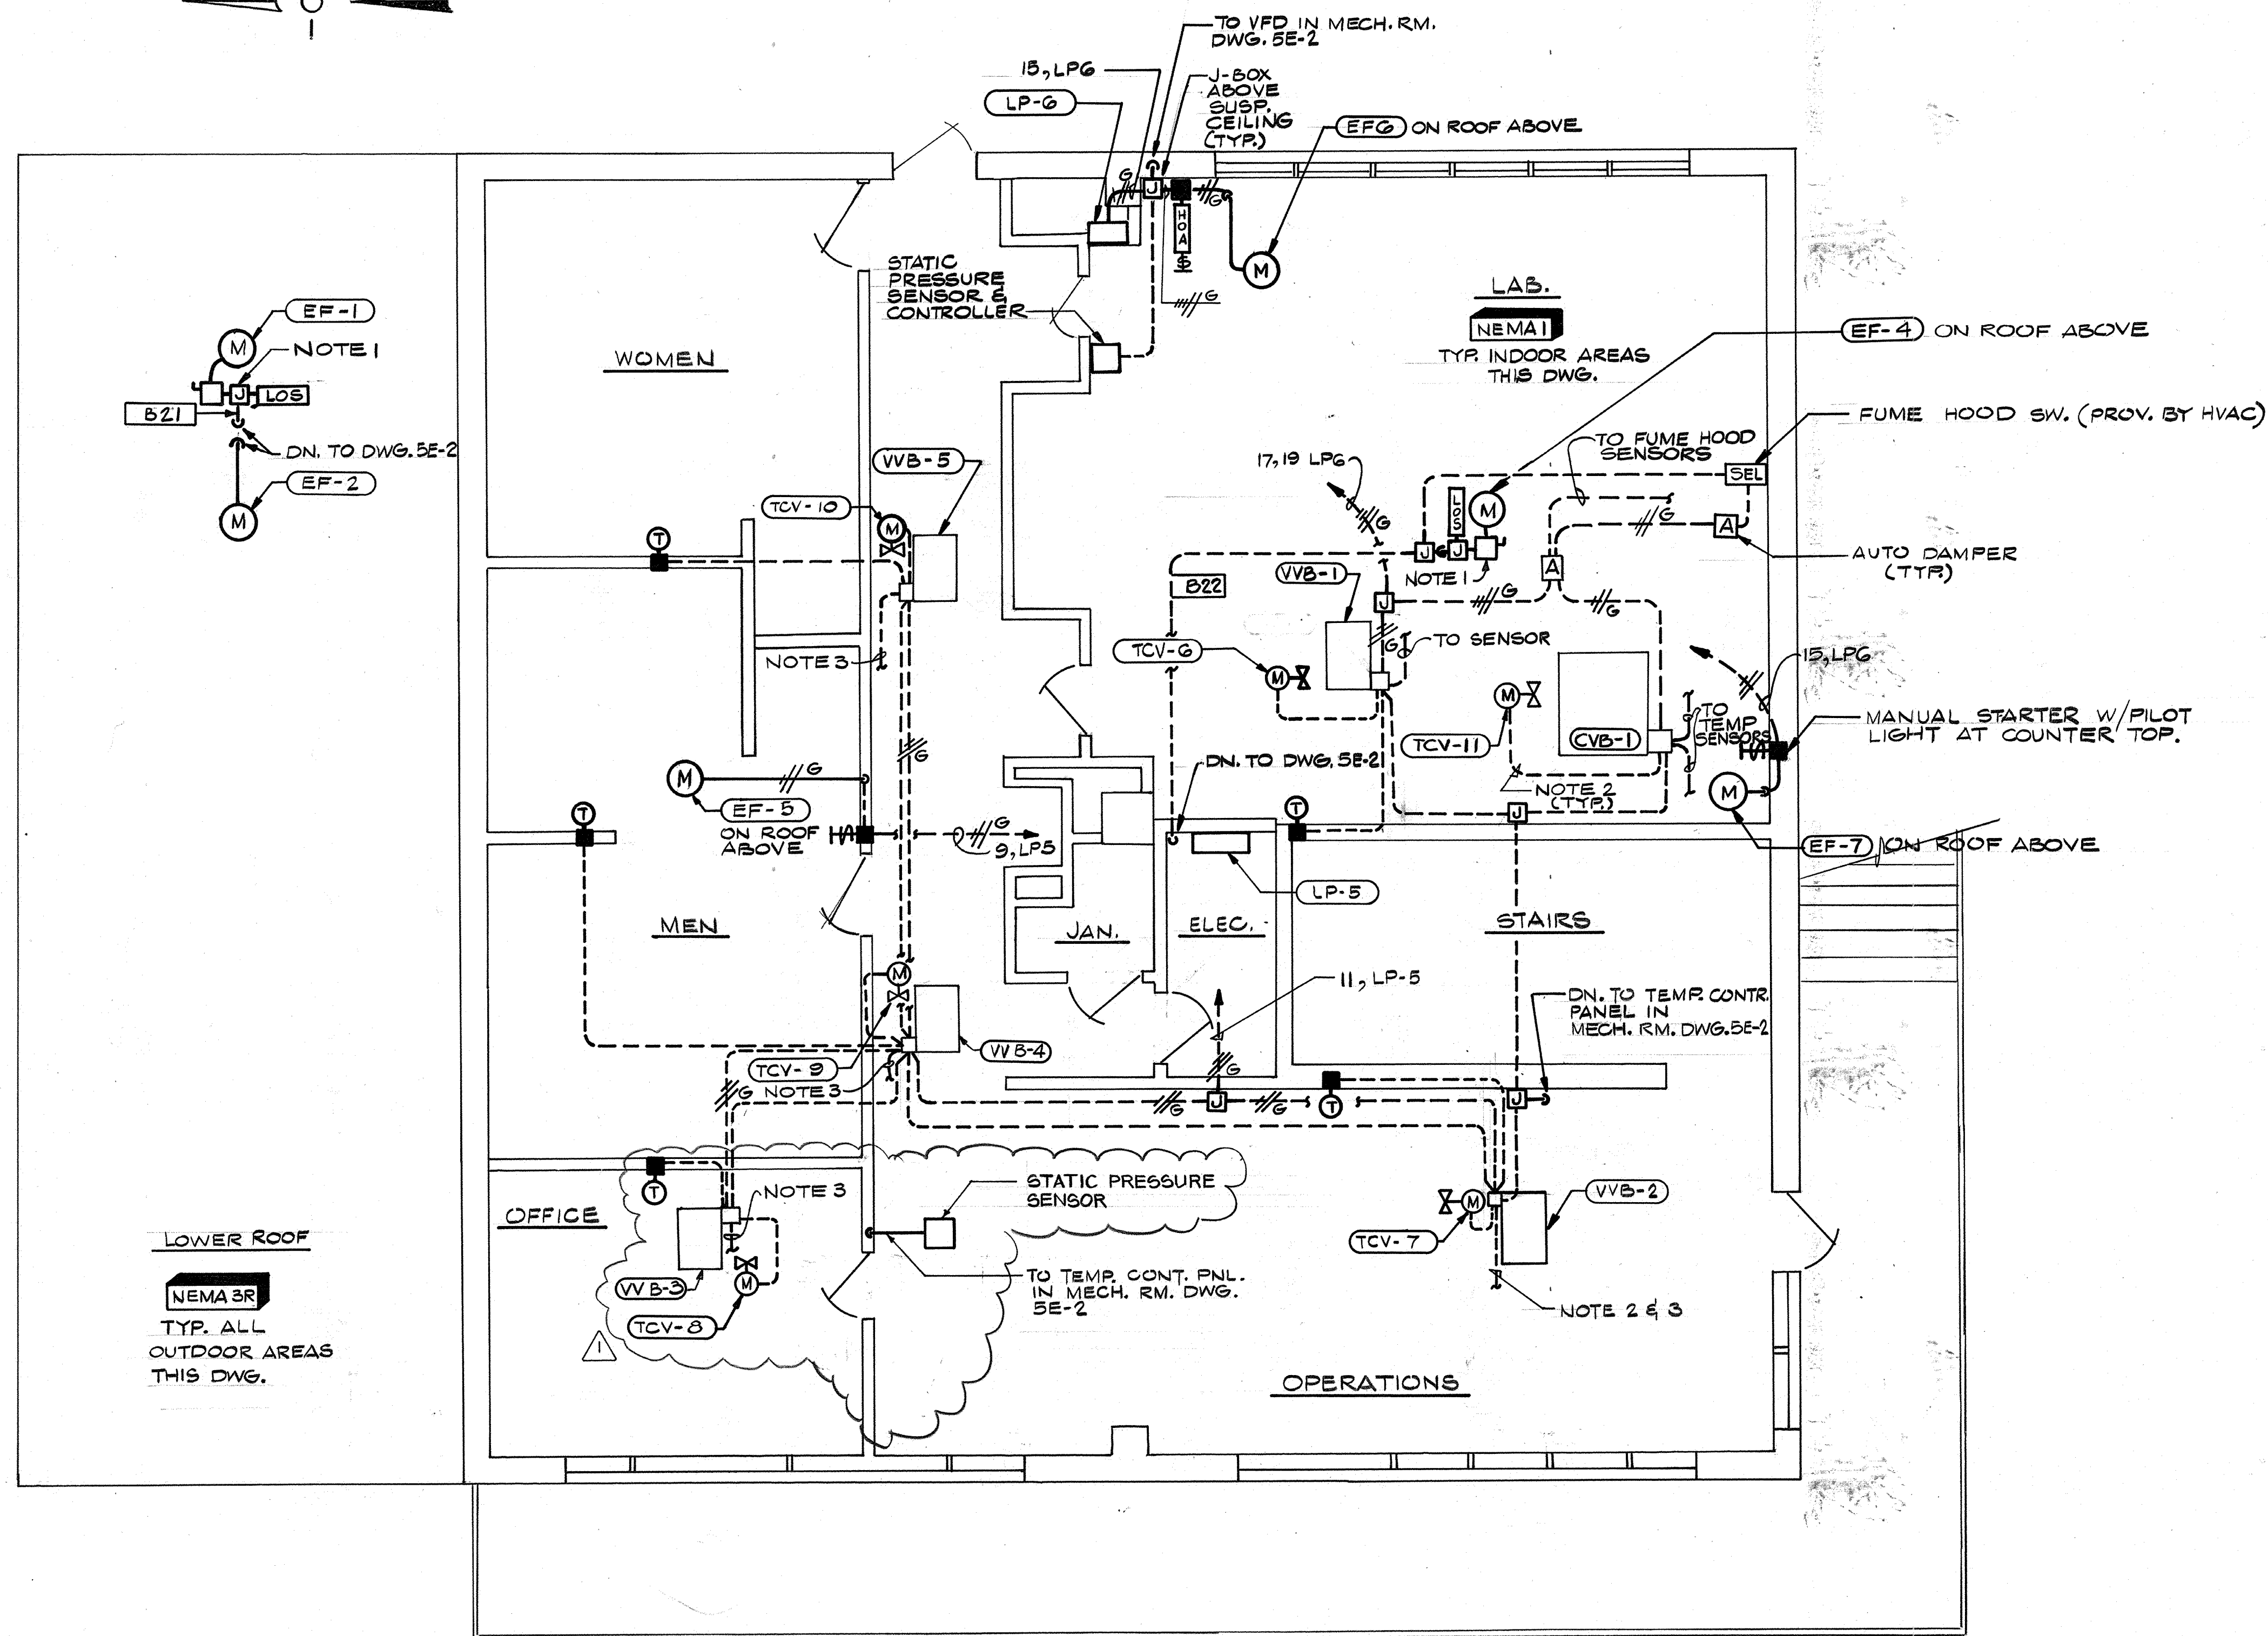 TO VFD IN MECH. RM.
DWG. 5E-2
15, LP6
LP-6
J-BOX
ABOVE
SUSP.
CEILING
(TYP.)
EF6 ON ROOF ABOVE
G
J
G
HOA
$
M
G
STATIC
PRESSURE
SENSOR &
CONTROLLER
LAB.
NEMA 1
TYP. INDOOR AREAS
THIS DWG.
EF-4 ON ROOF ABOVE
EF-1
M
NOTE 1
J
LOS
B21
DN. TO DWG. 5E-2
EF-2
M
WOMEN
FUME HOOD SW. (PROV. BY HVAC)
TO FUME HOOD
SENSORS
SEL
17, 19 LP6
G
LOS
M
G
A
AUTO DAMPER
(TYP.)
J
J
NOTE 1
A
VVB-5
TCV-10
M
T
NOTE 3
B22
VVB-1
J
G
G
G
TO SENSOR
TCV-6
M
M
TCV-11
CVB-1
TO
TEMP
SENSORS
15, LP6
MANUAL STARTER W/PILOT
LIGHT AT COUNTER TOP.
NOTE 2
(TYP.)
M
EF-7 ON ROOF ABOVE
G
M
G
EF-5
ON ROOF
ABOVE
G
9, LP5
T
DN. TO DWG. 5E-2
T
J
LP-5
MEN
JAN.
ELEC.
STAIRS
11, LP-5
DN. TO TEMP. CONTR.
PANEL IN
MECH. RM. DWG. 5E-2
M
VVB-4
TCV-9
NOTE 3
G
G
G
J
G
T
J
STATIC PRESSURE
SENSOR
T
NOTE 3
OFFICE
VVB-3
M
TCV-8
1
TO TEMP. CONT. PNL.
IN MECH. RM. DWG.
5E-2
M
VVB-2
TCV-7
NOTE 2 & 3
LOWER ROOF
NEMA 3R
TYP. ALL
OUTDOOR AREAS
THIS DWG.
OPERATIONS